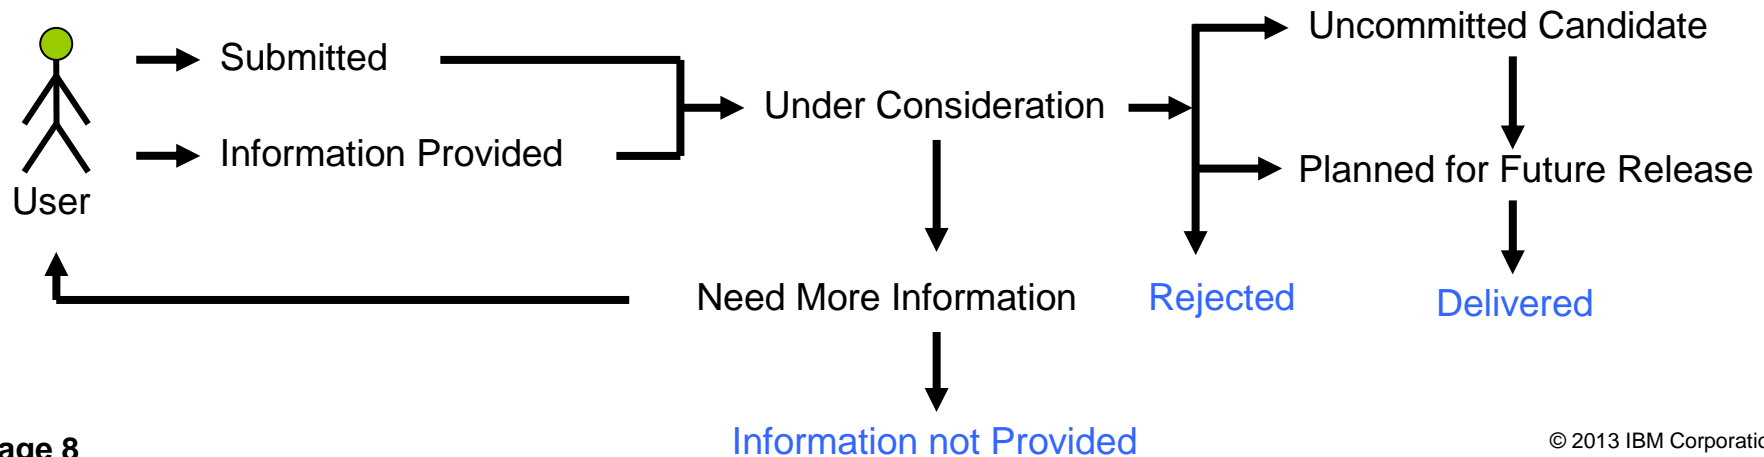 Uncommitted Candidate
Submitted
Under Consideration
Information Provided
Planned for Future Release
User
Need More Information
Rejected
Delivered
Information not Provided
age 8
© 2013 IBM Corporatio